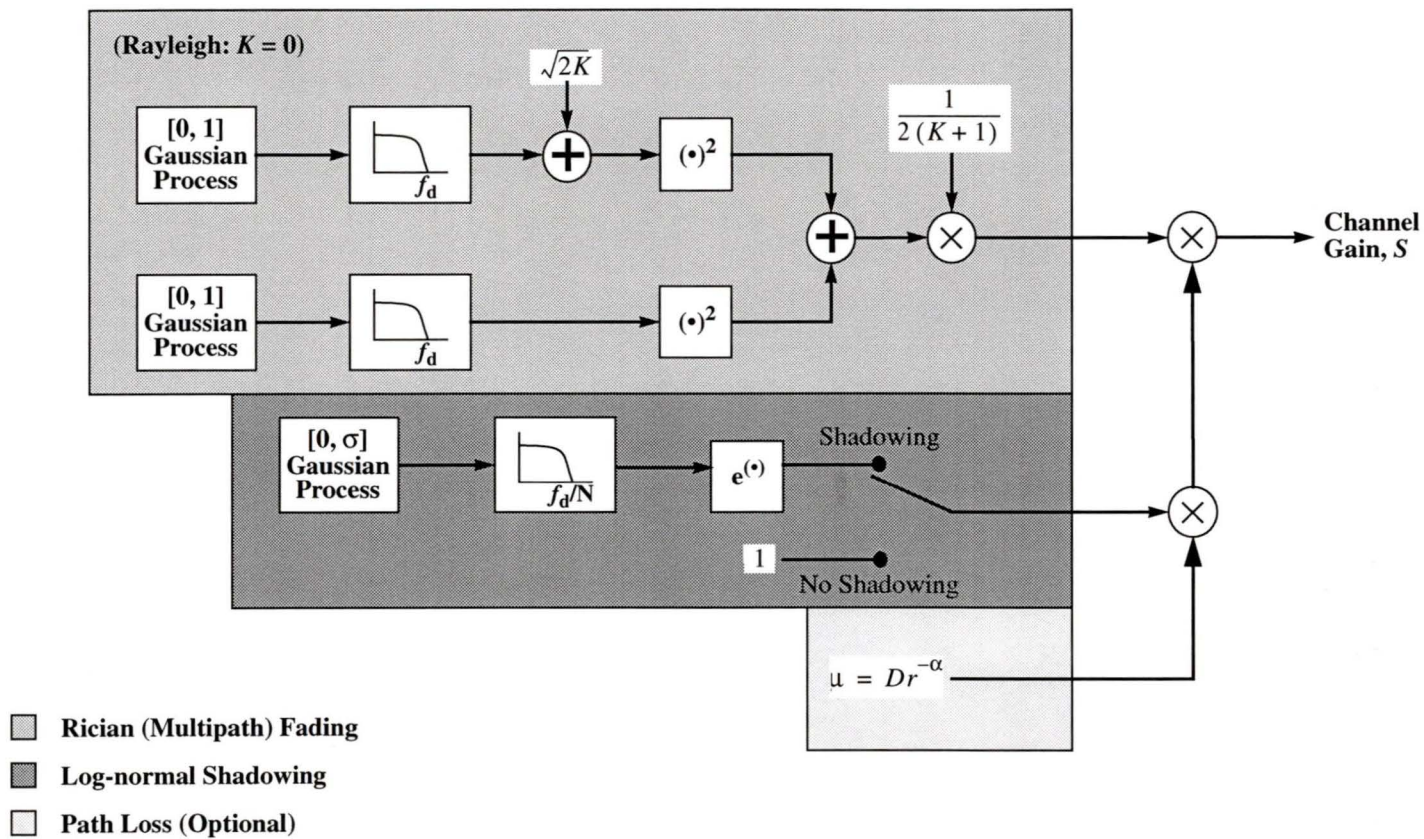 (Rayleigh: K = 0)
√2K
1
2 (K + 1)
[0, 1]
Gaussian
Process
f_d
+
(•)²
+
×
×
Channel
Gain, S
[0, 1]
Gaussian
Process
f_d
(•)²
[0, σ]
Gaussian
Process
f_d/N
e^(•)
Shadowing
×
1
No Shadowing
μ = Dr^−α
Rician (Multipath) Fading
Log-normal Shadowing
Path Loss (Optional)